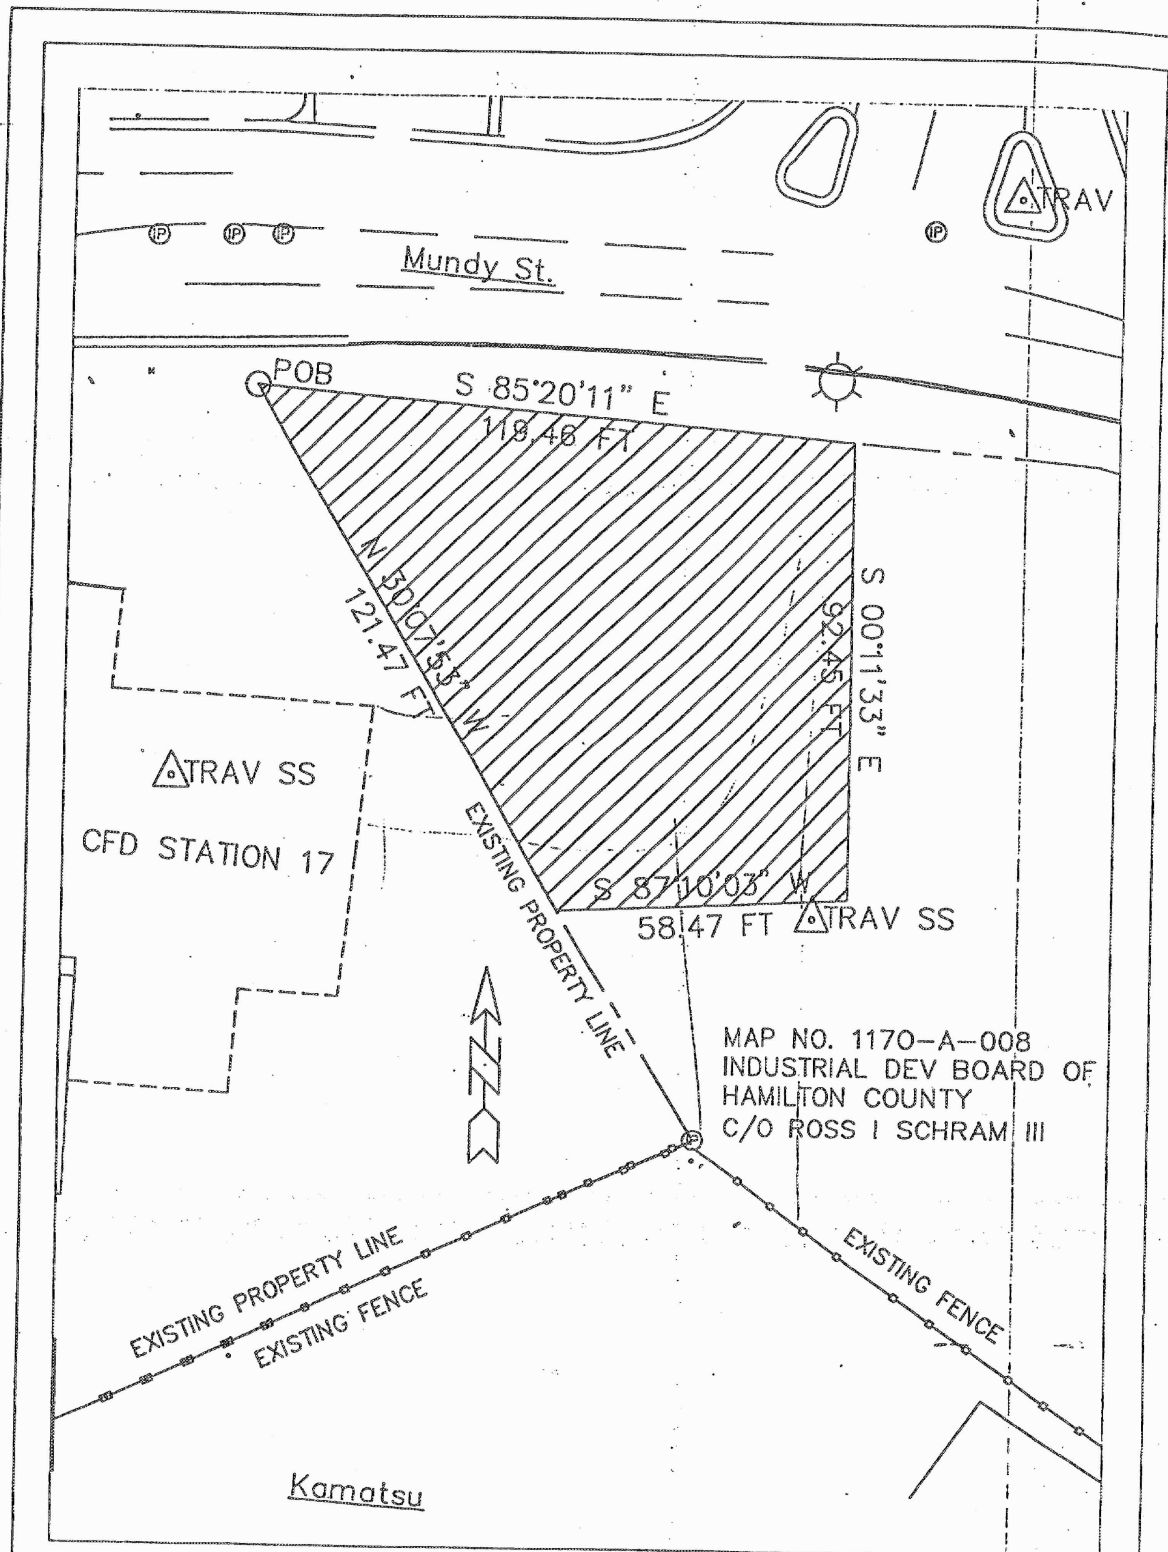 TRAV
IP
IP
IP
IP
Mundy St.
POB
S 85°20'11" E
119.46 FT
N 30°07'53" W
121.47 FT
S 00°11'33" E
92.45 FT
TRAV SS
CFD STATION 17
EXISTING PROPERTY LINE
S 87°10'03" W
58.47 FT
TRAV SS
N
MAP NO. 1170-A-008
INDUSTRIAL DEV BOARD OF
HAMILTON COUNTY
C/O ROSS I SCHRAM III
EXISTING PROPERTY LINE
EXISTING FENCE
EXISTING FENCE
Kamatsu